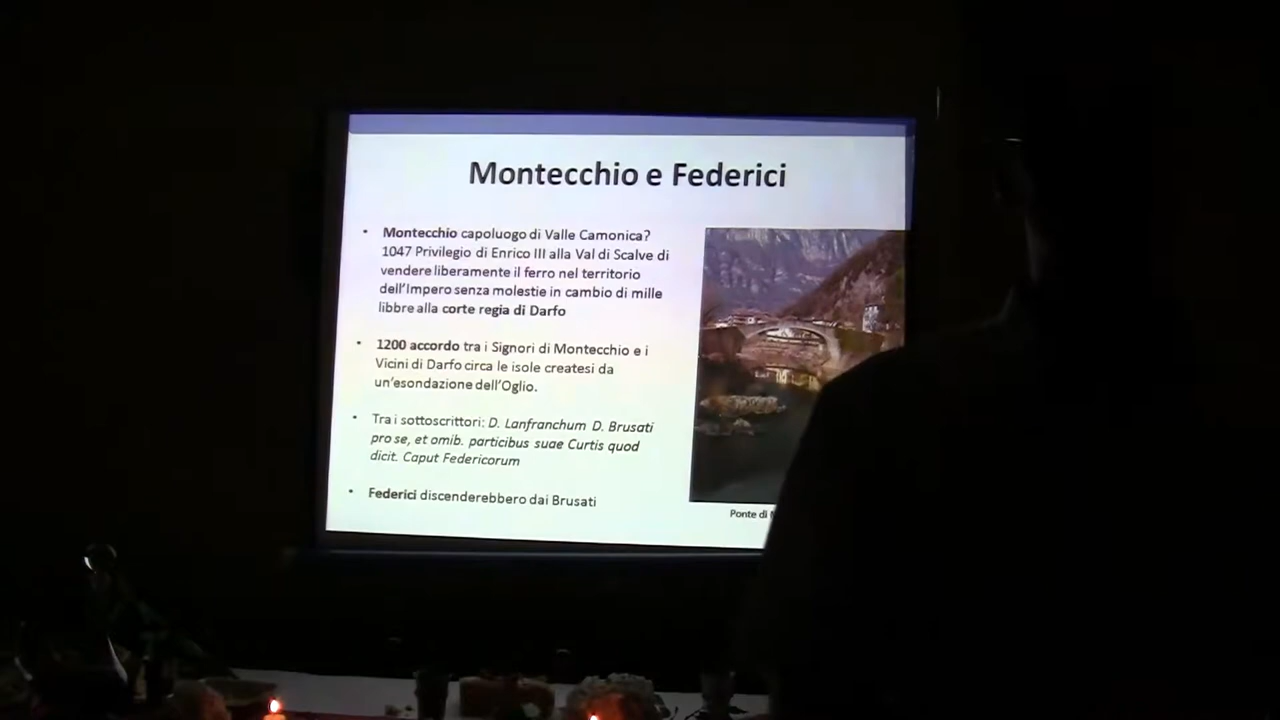 Montecchio e Federici
• Montecchio capoluogo di Valle Camonica?
1047 Privilegio di Enrico III alla Val di Scalve di
vendere liberamente il ferro nel territorio
dell'Impero senza molestie in cambio di mille
libbre alla corte regia di Darfo
• 1200 accordo tra i Signori di Montecchio e i
Vicini di Darfo circa le isole createsi da
un'esondazione dell'Oglio.
• Tra i sottoscrittori: D. Lanfranchum D. Brusati
pro se, et omib. participus suae Curtis quod
dicit. Caput Federicorum
• Federici discenderebbero dai Brusati
Ponte di